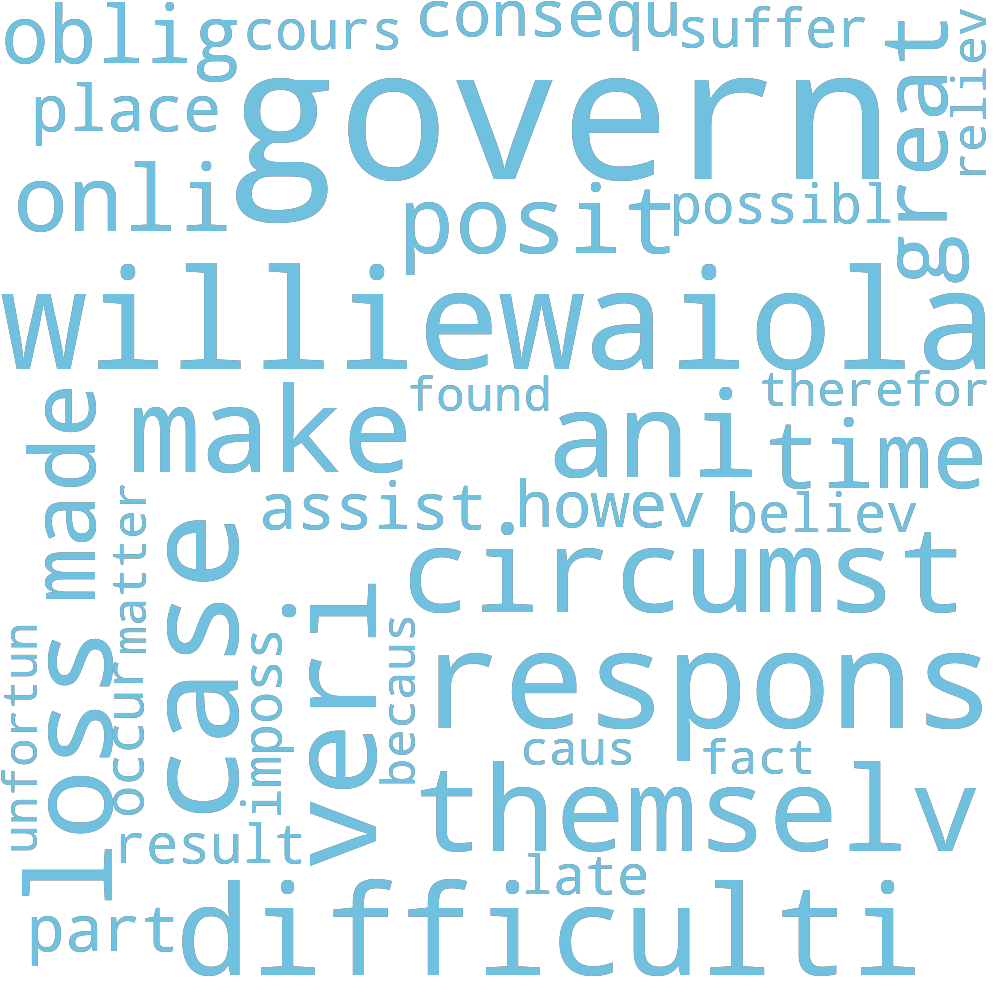 oblig
cours
consequ
suffer
great
reliev
place
govern
onli
posit
possibl
williewaiola
made
make
found
ani
therefor
time
assist
howev
believ
matter
case
circumst
loss
veri
unfortun
occur
imposs
becaus
respons
caus
fact
themselv
result
late
part
difficulti